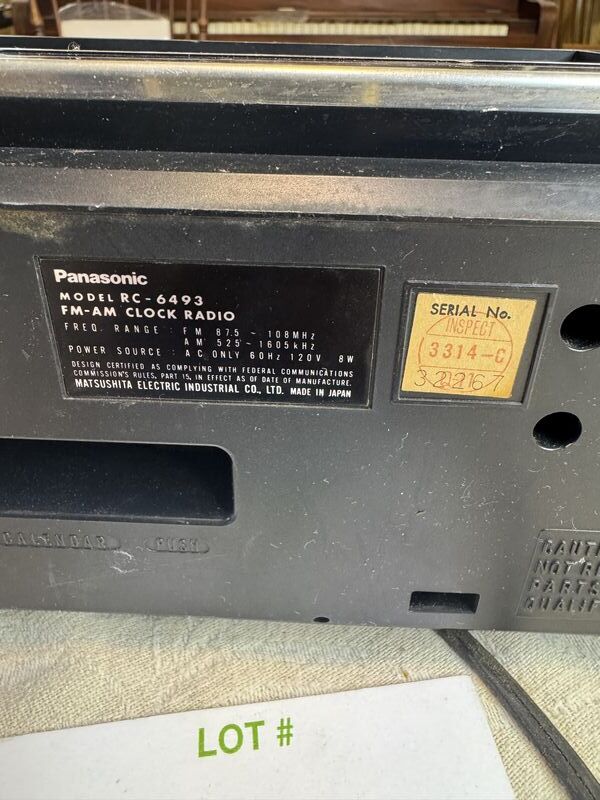 Panasonic
MODEL RC-6493
FM-AM CLOCK RADIO
FREQ. RANGE: FM 87.5 ~ 108MHz
AM 525 ~ 1605kHz
POWER SOURCE: AC ONLY 60Hz 120V 8W
DESIGN CERTIFIED AS COMPLYING WITH FEDERAL COMMUNICATIONS
COMMISSION'S RULES, PART 15, IN EFFECT AS OF DATE OF MANUFACTURE.
MATSUSHITA ELECTRIC INDUSTRIAL CO., LTD. MADE IN JAPAN
SERIAL No.
INSPECT
3314-C
CALENDAR PUSH
NOT
PARTS
LOT #